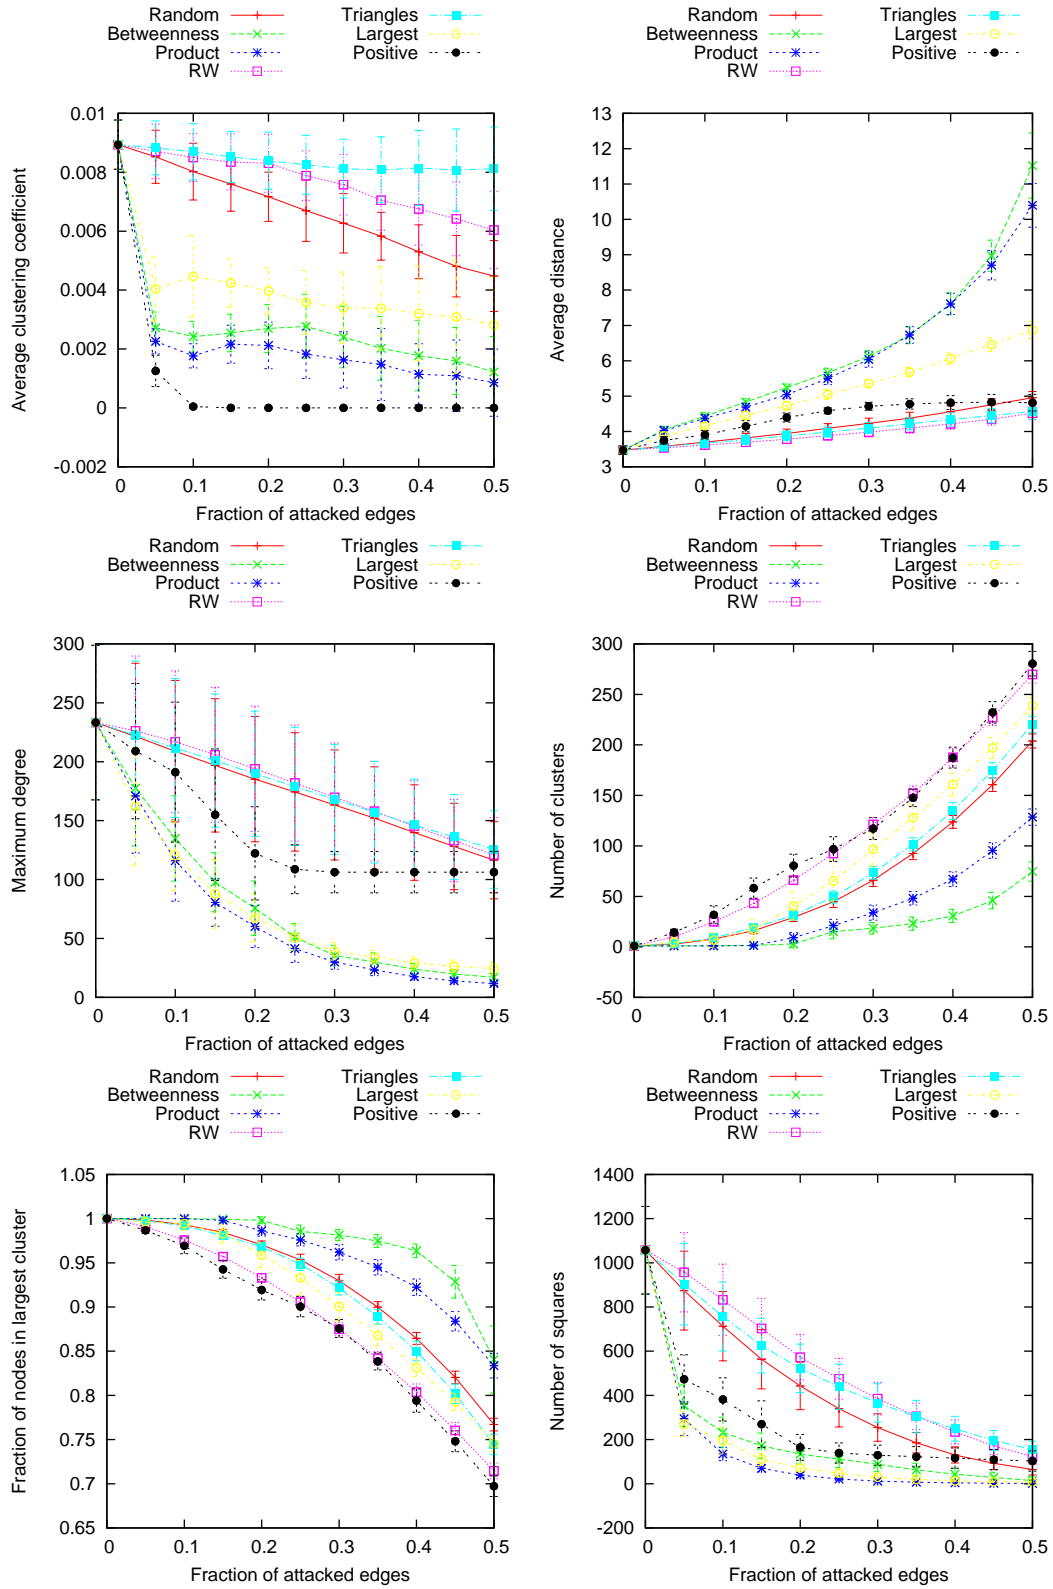 Random
Betweenness
Product
RW
Triangles
Largest
Positive
0.01
0.008
0.006
0.004
0.002
0
-0.002
Average clustering coefficient
0 0.1 0.2 0.3 0.4 0.5
Fraction of attacked edges
Random
Betweenness
Product
RW
Triangles
Largest
Positive
13
12
11
10
9
8
7
6
5
4
3
Average distance
0 0.1 0.2 0.3 0.4 0.5
Fraction of attacked edges
Random
Betweenness
Product
RW
Triangles
Largest
Positive
300
250
200
150
100
50
0
Maximum degree
0 0.1 0.2 0.3 0.4 0.5
Fraction of attacked edges
Random
Betweenness
Product
RW
Triangles
Largest
Positive
300
250
200
150
100
50
0
-50
Number of clusters
0 0.1 0.2 0.3 0.4 0.5
Fraction of attacked edges
Random
Betweenness
Product
RW
Triangles
Largest
Positive
1.05
1
0.95
0.9
0.85
0.8
0.75
0.7
0.65
Fraction of nodes in largest cluster
0 0.1 0.2 0.3 0.4 0.5
Fraction of attacked edges
Random
Betweenness
Product
RW
Triangles
Largest
Positive
1400
1200
1000
800
600
400
200
0
-200
Number of squares
0 0.1 0.2 0.3 0.4 0.5
Fraction of attacked edges